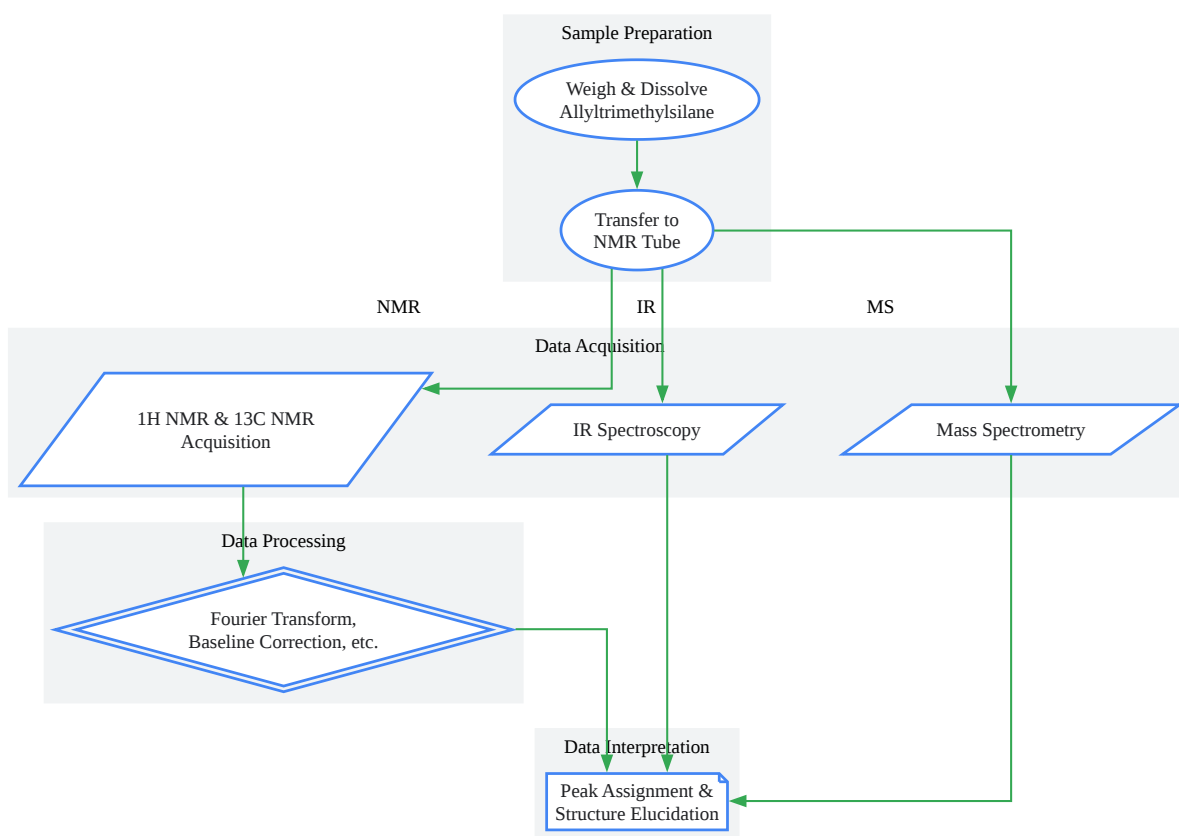 Sample Preparation
Weigh & Dissolve
Allyltrimethylsilane
Transfer to
NMR Tube
NMR
IR
MS
Data Acquisition
1H NMR & 13C NMR
Acquisition
IR Spectroscopy
Mass Spectrometry
Data Processing
Fourier Transform,
Baseline Correction, etc.
Data Interpretation
Peak Assignment &
Structure Elucidation